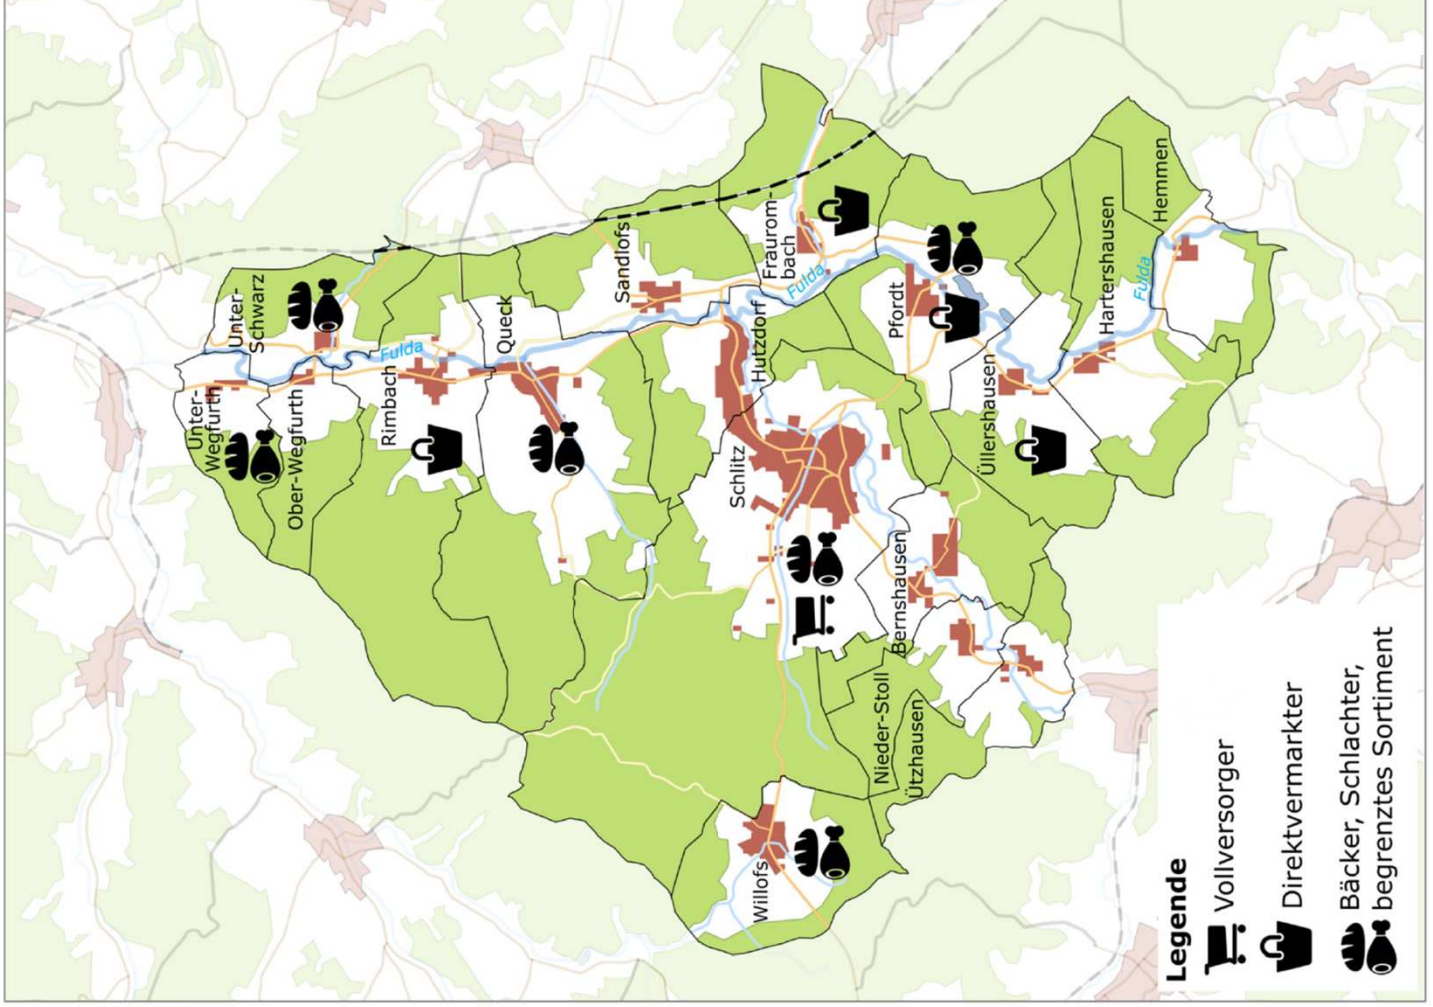 Unter-
Schwarz
Unter-
Wegfurth
Ober-Wegfurth
Fulda
Rimbach
Queck
Sandlofs
Hutzdorf
Fraurom-
bach
Fulda
Schlitz
Pfordt
Üllershausen
Hartershausen
Hemmen
Fulda
Bernshausen
Nieder-Stoll
Ützhausen
Willofs
Legende
Vollversorger
Direktvermarkter
Bäcker, Schlachter,
begrenztes Sortiment